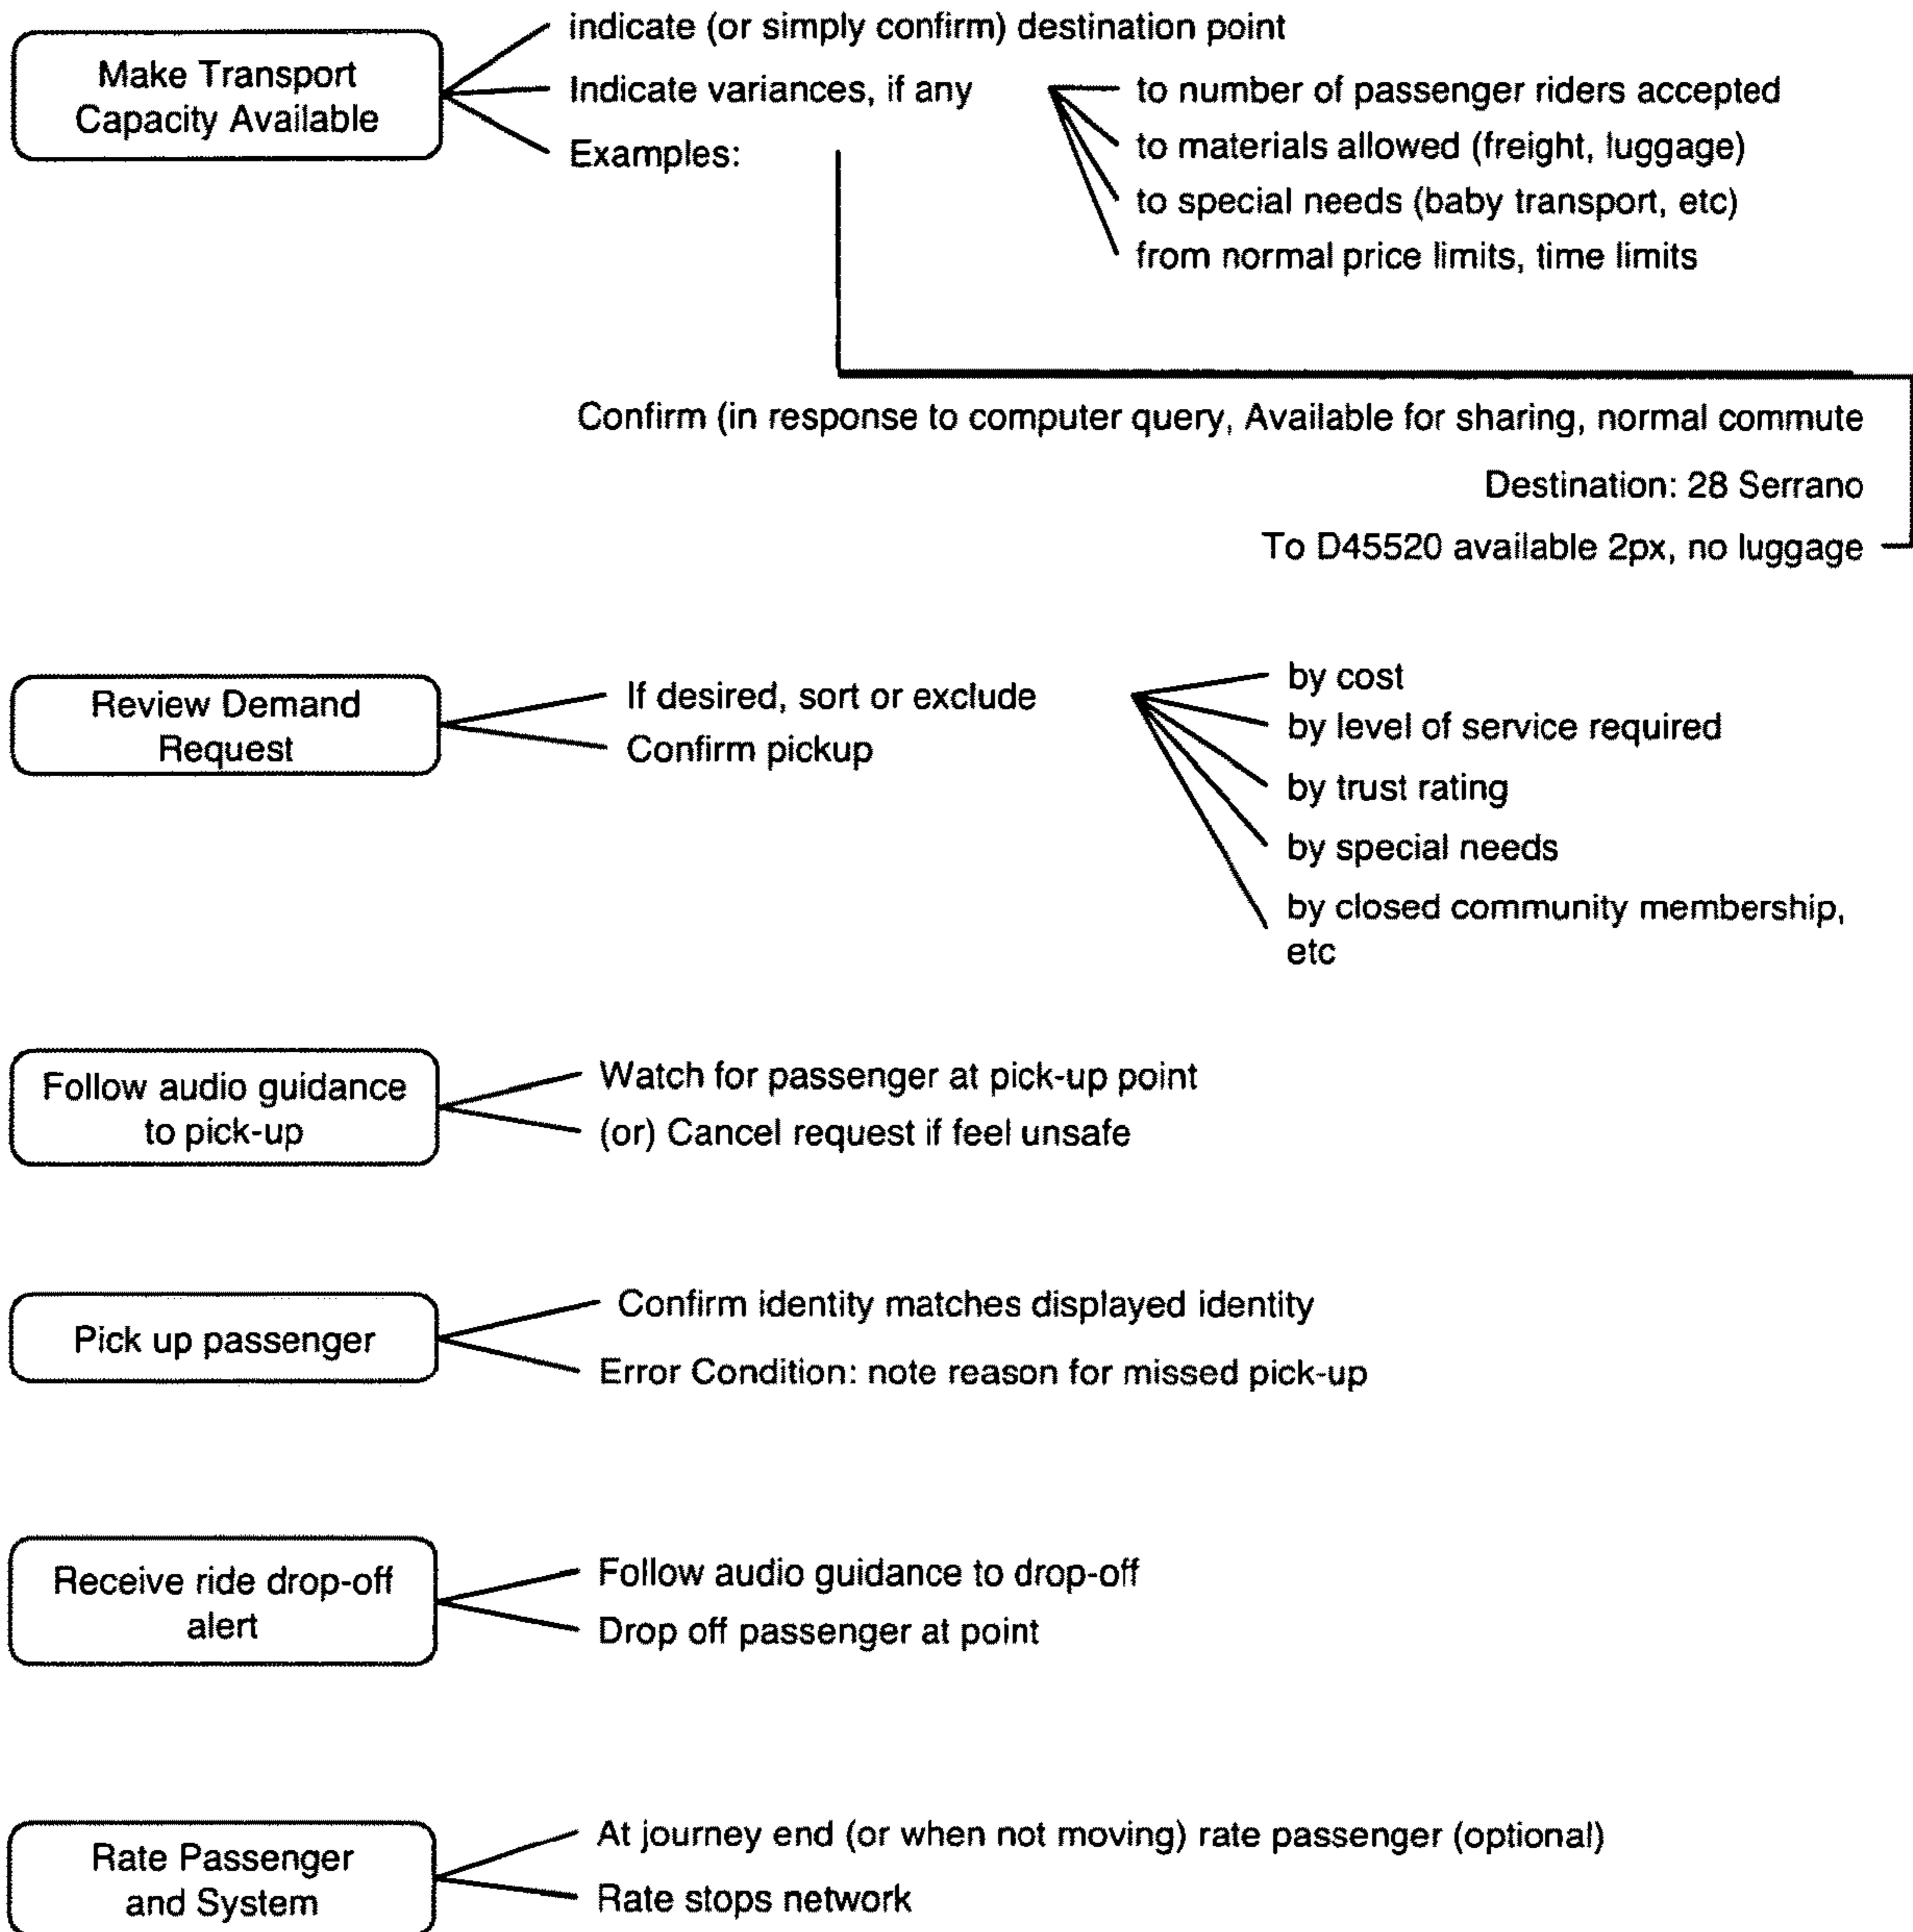 Make Transport
Capacity Available
indicate (or simply confirm) destination point
Indicate variances, if any
Examples:
to number of passenger riders accepted
to materials allowed (freight, luggage)
to special needs (baby transport, etc)
from normal price limits, time limits
Confirm (in response to computer query, Available for sharing, normal commute
Destination: 28 Serrano
To D45520 available 2px, no luggage
Review Demand
Request
If desired, sort or exclude
Confirm pickup
by cost
by level of service required
by trust rating
by special needs
by closed community membership,
etc
Follow audio guidance
to pick-up
Watch for passenger at pick-up point
(or) Cancel request if feel unsafe
Pick up passenger
Confirm identity matches displayed identity
Error Condition: note reason for missed pick-up
Receive ride drop-off
alert
Follow audio guidance to drop-off
Drop off passenger at point
Rate Passenger
and System
At journey end (or when not moving) rate passenger (optional)
Rate stops network